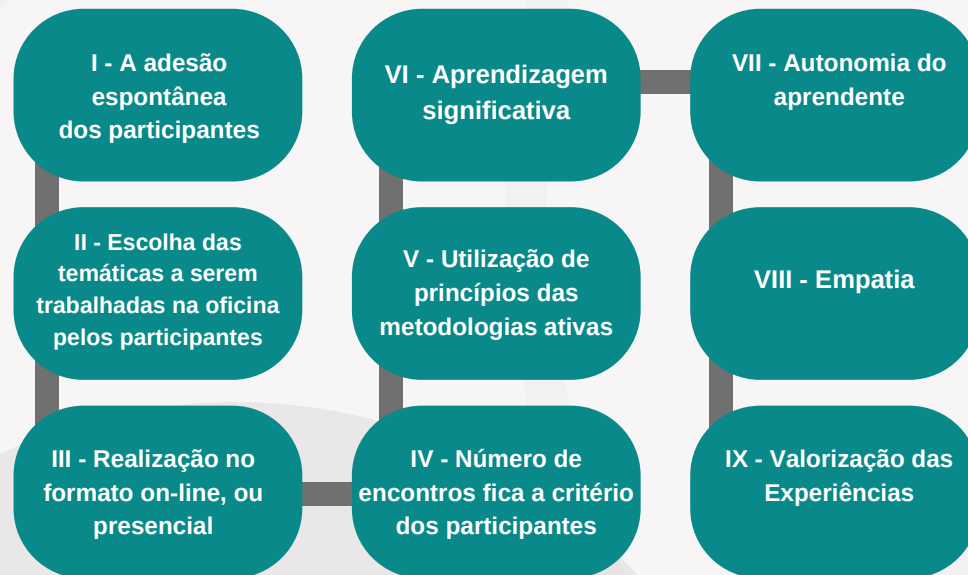 I - A adesão
espontânea
dos participantes
II - Escolha das
temáticas a serem
trabalhadas na oficina
pelos participantes
III - Realização no
formato on-line, ou
presencial
IV - Número de
encontros fica a critério
dos participantes
V - Utilização de
princípios das
metodologias ativas
VI - Aprendizagem
significativa
VII - Autonomia do
aprendente
VIII - Empatia
IX - Valorização das
Experiências